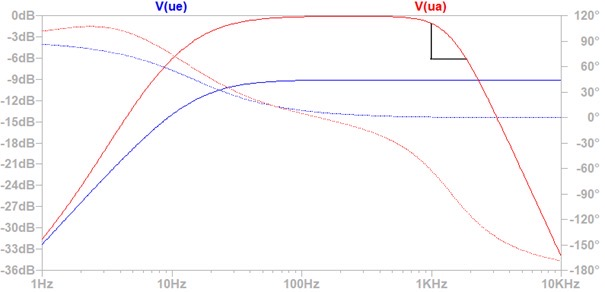 V(ue) V(ua)
0dB 120°
-3dB 90°
-6dB 60°
-9dB 30°
-12dB 0°
-15dB -30°
-18dB -60°
-21dB -90°
-24dB -120°
-27dB -150°
-30dB -180°
-33dB
-36dB
1Hz 10Hz 100Hz 1KHz 10KHz